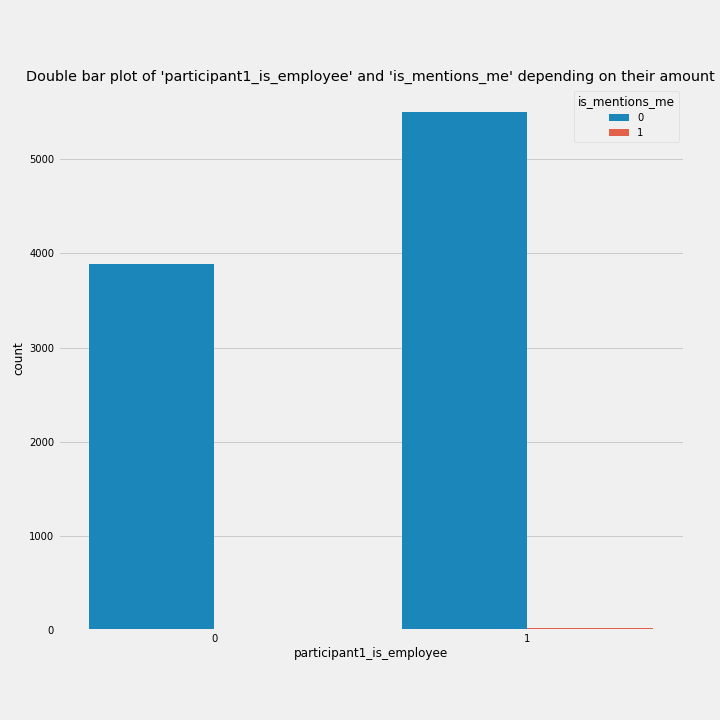 Double bar plot of 'participant1_is_employee' and 'is_mentions_me' depending on their amount
is_mentions_me
0
1
5000
4000
3000
2000
1000
0
count
0 1
participant1_is_employee